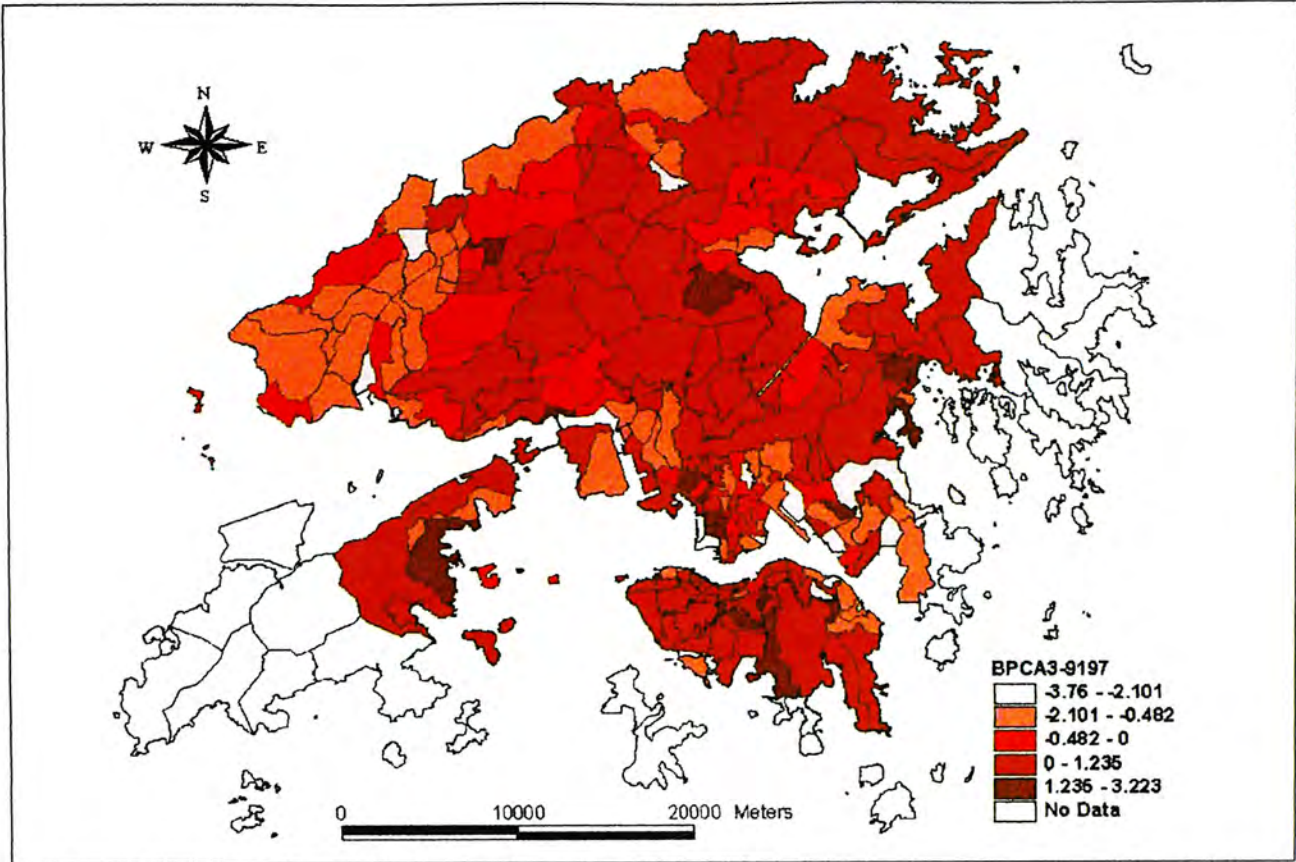 N
W E
S
BPCA3-9197
-3.76 - -2.101
-2.101 - -0.482
-0.482 - 0
0 - 1.235
1.235 - 3.223
No Data
0 10000 20000 Meters